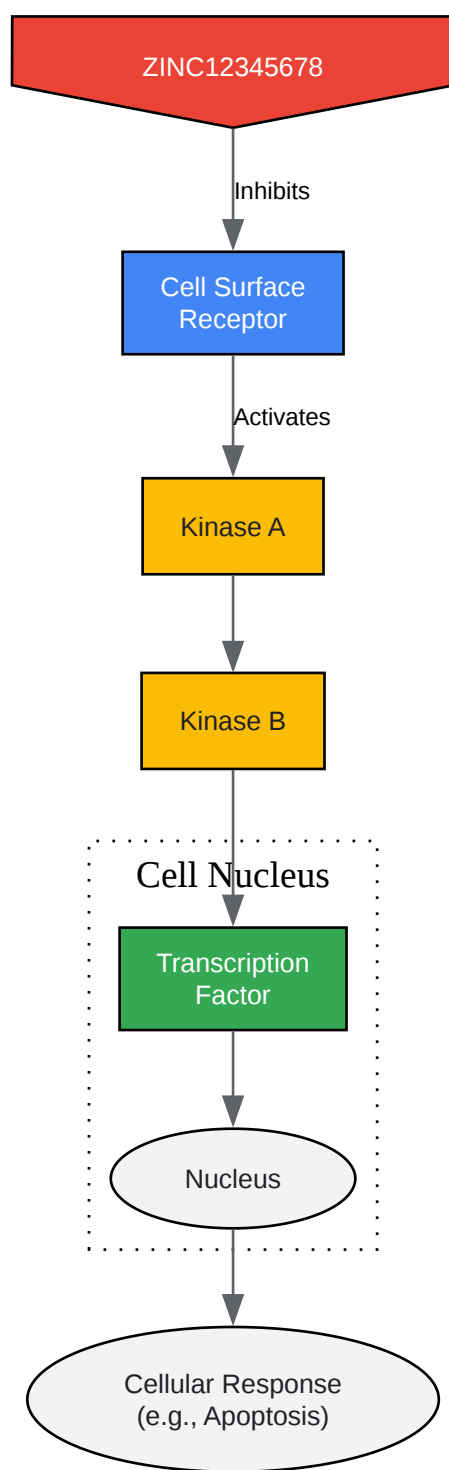 ZINC12345678
Inhibits
Cell Surface
Receptor
Activates
Kinase A
Kinase B
Cell Nucleus
Transcription
Factor
Nucleus
Cellular Response
(e.g., Apoptosis)